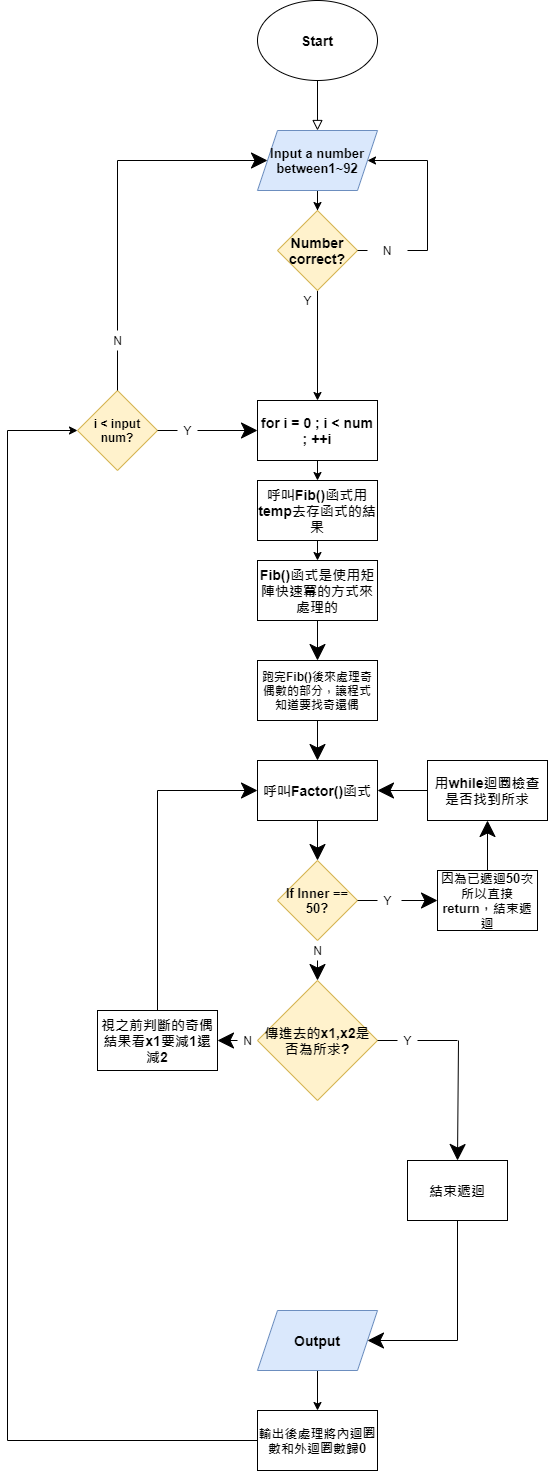 Start
Input a number
between1~92
Number
correct?
N
Y
N
i < input
num?
Y
for i = 0 ; i < num
; ++i
呼叫Fib()函式用
temp去存函式的結
果
Fib()函式是使用矩
陣快速冪的方式來
處理的
跑完Fib()後來處理奇
偶數的部分，讓程式
知道要找奇還偶
呼叫Factor()函式
用while迴圈檢查
是否找到所求
If Inner ==
50?
Y
因為已遞迴50次
所以直接
return，結束遞
迴
N
傳進去的x1,x2是
否為所求?
N
Y
視之前判斷的奇偶
結果看x1要減1還
減2
結束遞迴
Output
輸出後處理將內迴圈
數和外迴圈數歸0